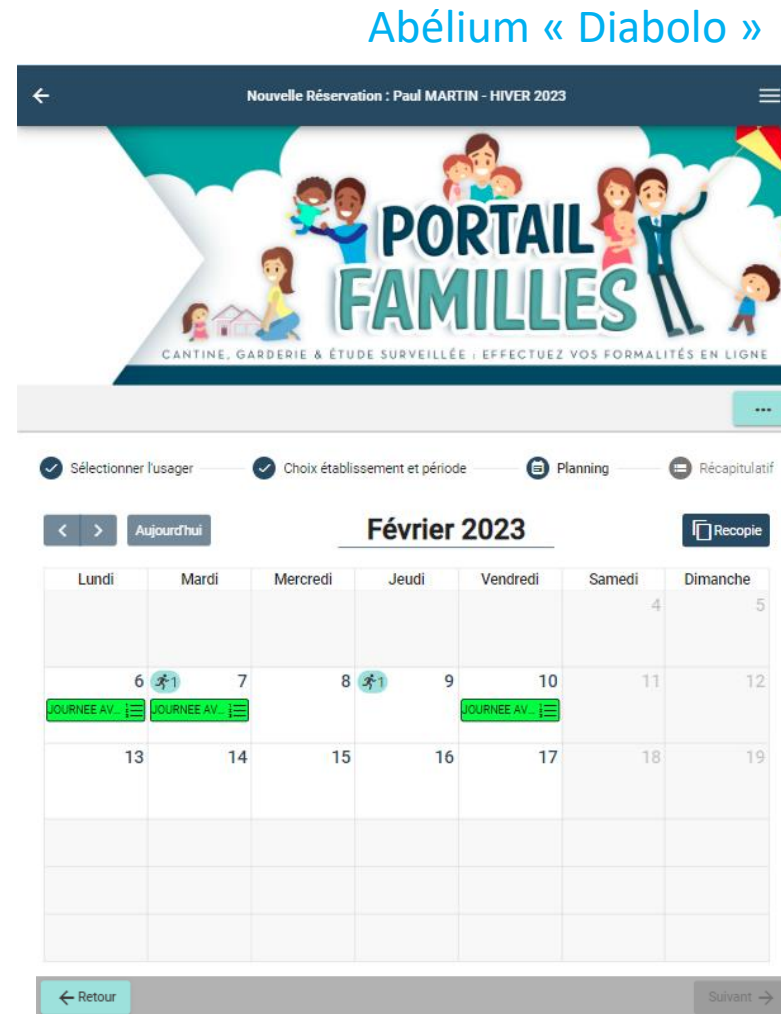 Abélium « Diabolo »
Nouvelle Réservation : Paul MARTIN - HIVER 2023
PORTAIL
FAMILLES
CANTINE, GARDERIE & ÉTUDE SURVEILLÉE : EFFECTUEZ VOS FORMALITÉS EN LIGNE
...
Sélectionner l'usager Choix établissement et période Planning Récapitulatif
< > Aujourd'hui Février 2023 Recopie
Lundi Mardi Mercredi Jeudi Vendredi Samedi Dimanche
4 5
6 1 7 8 1 9 10 11 12
JOURNEE AV... JOURNEE AV... JOURNEE AV...
13 14 15 16 17 18 19
← Retour Suivant →